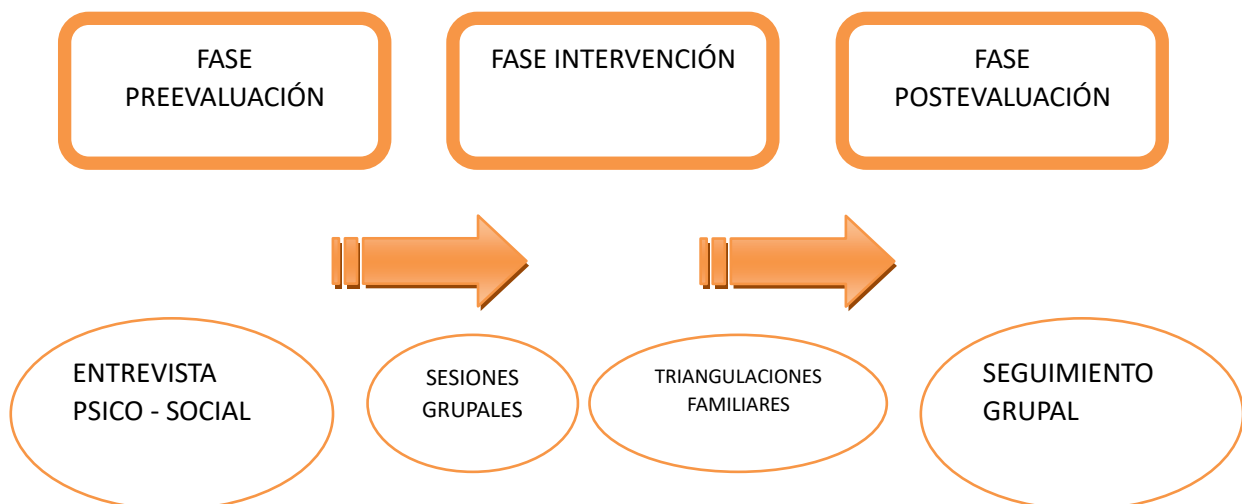 FASE
PREEVALUACIÓN
FASE INTERVENCIÓN
FASE
POSTEVALUACIÓN
ENTREVISTA
PSICO - SOCIAL
SESIONES
GRUPALES
TRIANGULACIONES
FAMILIARES
SEGUIMIENTO
GRUPAL